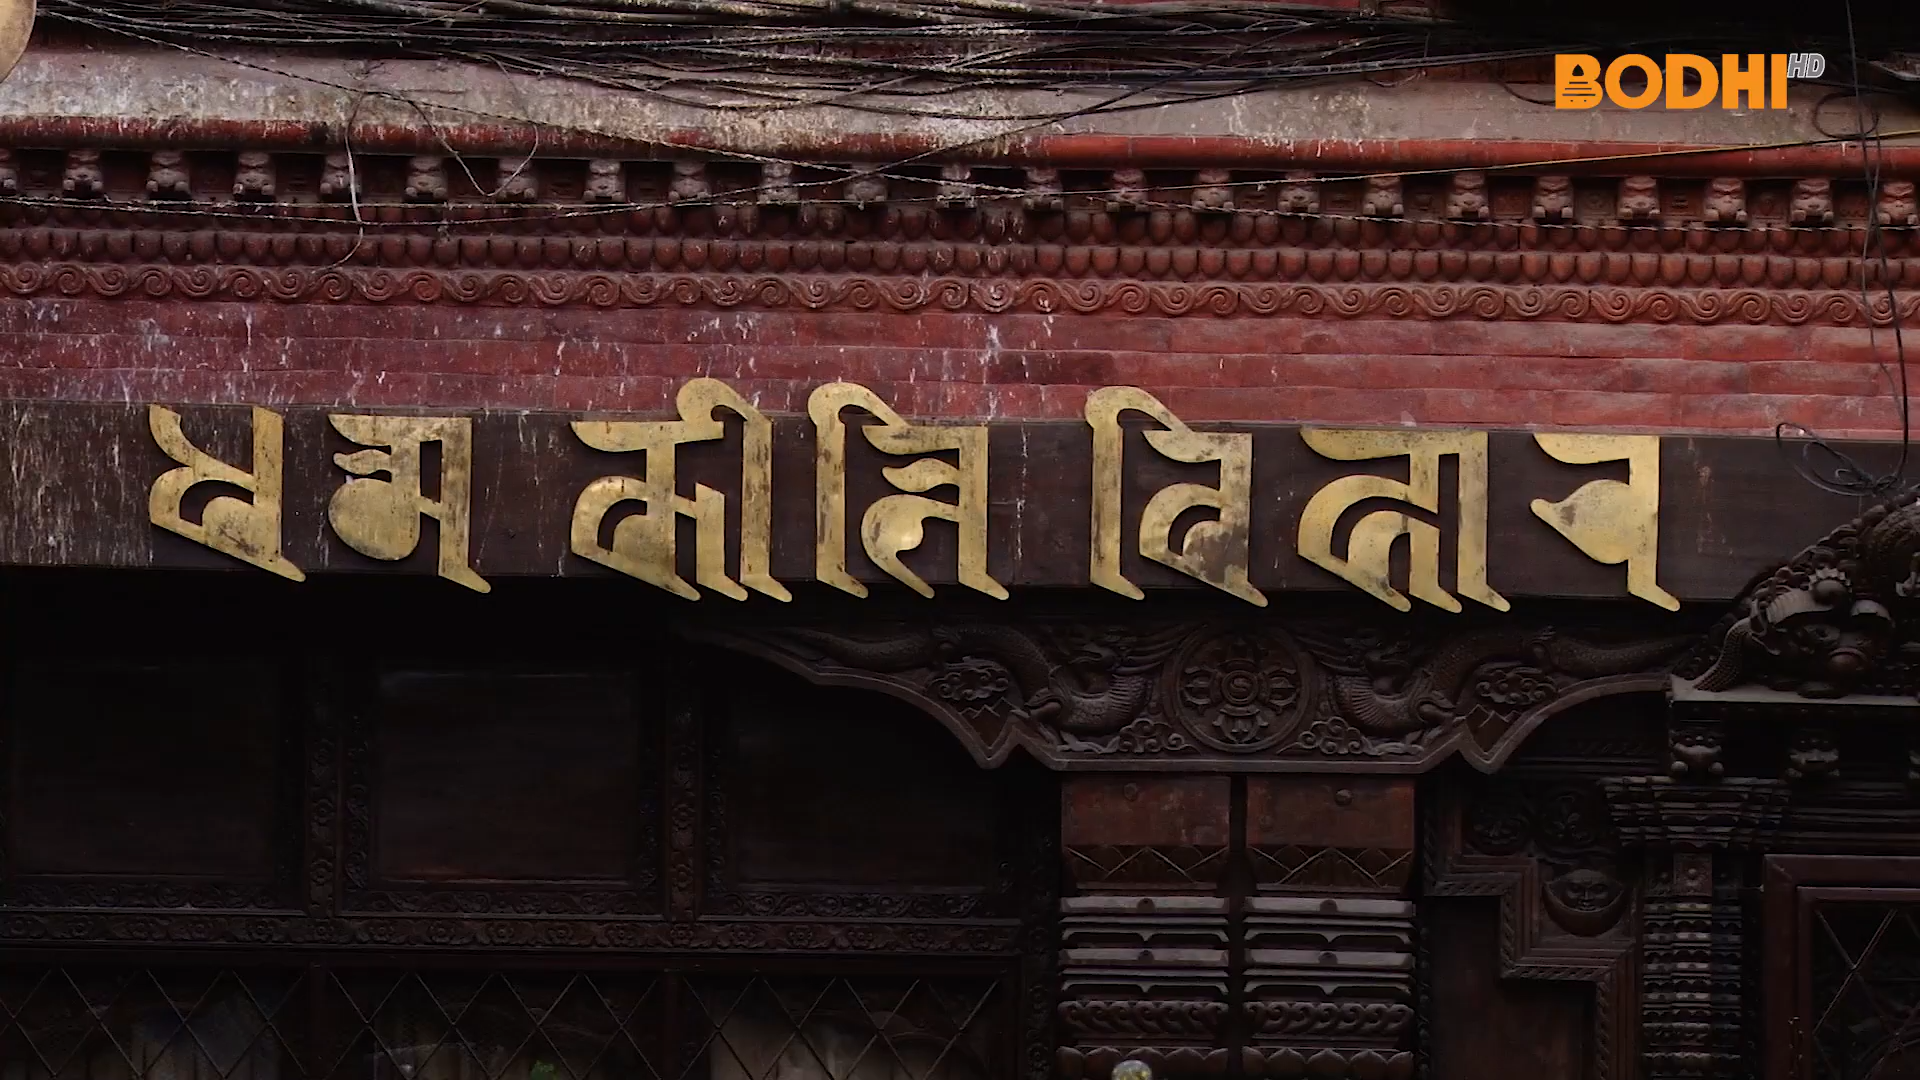 BODHI HD
𑐢𑐬𑑂𑐩 𑐎𑐷𑐬𑑂𑐟𑐶 𑐰𑐶𑐴𑐵𑐬